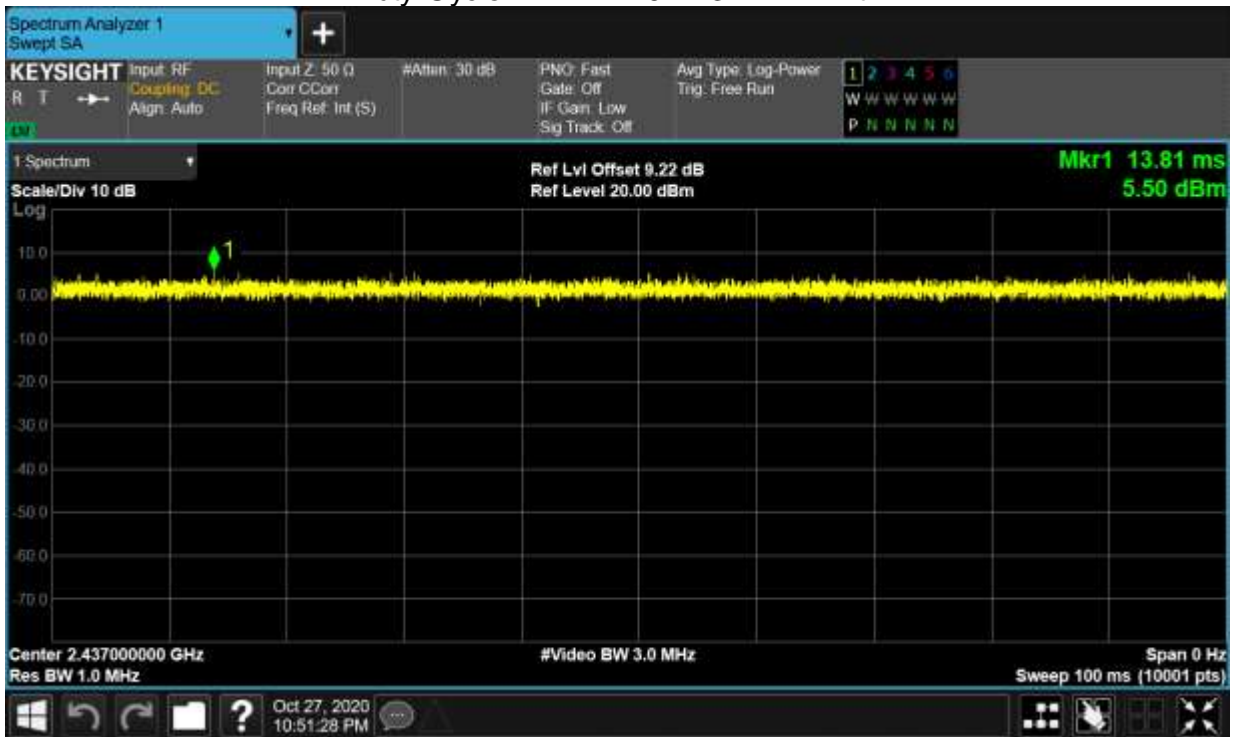 Spectrum Analyzer 1
Swept SA
+
KEYSIGHT
R T
Input: RF
Coupling: DC
Align: Auto
Input Z: 50 Ω
Corr CCorr
Freq Ref: Int (S)
#Atten: 30 dB
PNO: Fast
Gate: Off
IF Gain: Low
Sig Track: Off
Avg Type: Log-Power
Trig: Free Run
1 2 3 4 5 6
W W W W W W
P N N N N N
1 Spectrum
Scale/Div 10 dB
Log
Ref Lvl Offset 9.22 dB
Ref Level 20.00 dBm
Mkr1 13.81 ms
5.50 dBm
1
10.0
0.00
-10.0
-20.0
-30.0
-40.0
-50.0
-60.0
-70.0
Center 2.437000000 GHz
Res BW 1.0 MHz
#Video BW 3.0 MHz
Span 0 Hz
Sweep 100 ms (10001 pts)
?
Oct 27, 2020
10:51:28 PM